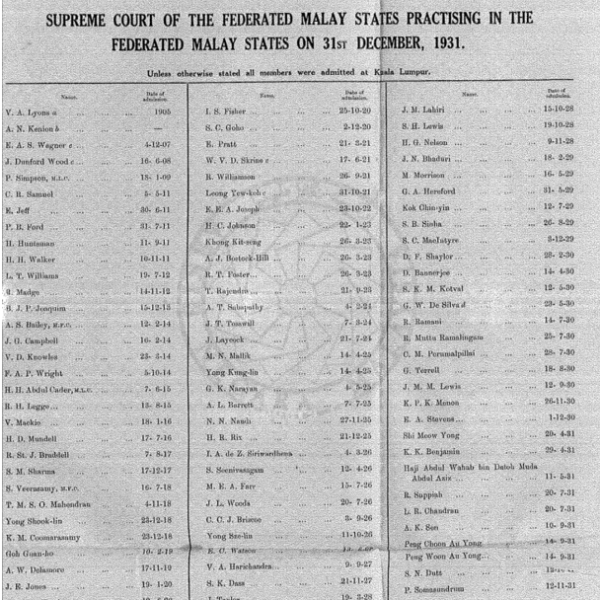 SUPREME COURT OF THE FEDERATED MALAY STATES PRACTISING IN THE
FEDERATED MALAY STATES ON 31ST DECEMBER, 1931.
Unless otherwise stated all members were admitted at Kuala Lumpur.
Name. Date of admission.
V. A. Lyons a ... 1905
A. N. Kenion b ... —
E. A. S. Wagner c ... 4-12-07
J. Denford Wood c ... 16- 6-08
P. Simpson, M.L.C. 18- 1-09
C. R. Samuel ... 5- 5-11
K. Jeff ... 30- 6-11
P. R. Ford ... 31- 7-11
H. Huntsman ... 11- 9-11
H. H. Walker ... 10-11-11
L. T. Williams ... 19- 7-12
Madge ... 14-11-12
S. J. P. Joaquim ... 15-12-13
A. S. Bailey, M.F.C. ... 12- 2-14
J. G. Campbell ... 16- 2-14
V. D. Knowles ... 23- 3-14
F. A. P. Wright ... 5-10-14
H. H. Abdul Cader, M.L.C. 7- 6-15
R. H. Legge ... 13- 8-15
V. Mackie ... 18- 1-16
H. D. Mundell ... 17- 7-16
R. St. J. Braddell ... 7- 8-17
S. M. Sharma ... 17-12-17
S. Veerasamy, M.F.C. ... 16- 7-18
T. M. S. O. Mahendran ... 4-11-18
Yong Shook-lin ... 23-12-18
K. M. Coomarasamy ... 23-12-18
Goh Guan-ho ... 10- 2-19
A. W. Delamore ... 17-11-19
J. E. Jones ... 19- 1-20
Name. Date of admission.
I. S. Fisher ... 25-10-20
S. C. Goho ... 2-12-20
E. Pratt ... 21- 3-21
W. V. D. Skrine c ... 17- 6-21
R. Williamson ... 26- 9-21
Leong Yew-koh c ... 31-10-21
E. E. A. Joseph ... 23-10-22
H. C. Johnson ... 22- 1-23
Khong Kit-seng ... 26- 3-23
A. J. Bostock-Hill ... 26- 3-23
R. T. Foster ... 26- 3-23
T. Rajendra ... 21- 9-23
A. T. Sabapathy ... 4- 2-24
J. T. Tosswill ... 7- 3-24
J. Laycock ... 21- 7-24
M. N. Mallik ... 14- 4-25
Yong Kung-lin ... 14- 4-25
G. K. Narayan ... 4- 5-25
A. L. Barrett ... 7- 7-25
N. N. Nandi ... 27-11-25
H. B. Rix ... 21-12-25
I. A. de Z. Siriwardhena ... 4- 3-26
S. Seenivasagam ... 12- 4-26
M. E. A. Farr ... 15- 7-26
J. L. Woods ... 20- 7-26
C. C. J. Brisene ... 3- 9-26
Yong Sze-lin ... 11-10-26
E. C. Watson ...
V. A. Harichandra ... 9- 9-27
S. K. Dass ... 21-11-27
J. Taylor ... 19- 3-28
Name. Date of admission.
J. M. Lahiri ... 15-10-28
S. H. Lewis ... 19-10-28
H. G. Nelson ... 9-11-28
J. N. Bhaduri ... 18- 2-29
M. Morrison ... 16- 5-29
G. A. Hereford ... 31- 5-29
Kok Chin-yin ... 12- 7-29
S. B. Sinha ... 26- 8-29
S. C. MacIntyre ... 3-12-29
D. F. Shaylor ... 28- 2-30
D. Bannerjee ... 14- 4-30
S. K. M. Kotval ... 12- 5-30
G. W. De Silva d ... 23- 5-30
R. Ramani ... 14- 7-30
R. Muttu Ramalingam ... 25- 7-30
C. M. Perumalpillai ... 28- 7-30
G. Terrell ... 18- 8-30
J. M. M. Lewis ... 12- 9-30
K. P. K. Menon ... 26-11-30
E. A. Stevens ... 1-12-30
Shi Meow Yong ... 20- 4-31
K. K. Benjamin ... 29- 4-31
Haji Abdul Wahab bin Datoh Muda
Abdul Aziz ... 11- 5-31
R. Suppiah ... 20- 7-31
L. R. Chandran ... 20- 7-31
A. K. Sen ... 10- 9-31
Peng Choon Au Yong ... 14- 9-31
Peng Woon Au Yong ... 14- 9-31
S. N. Dutt ...
P. Somasundram ... 12-11-31